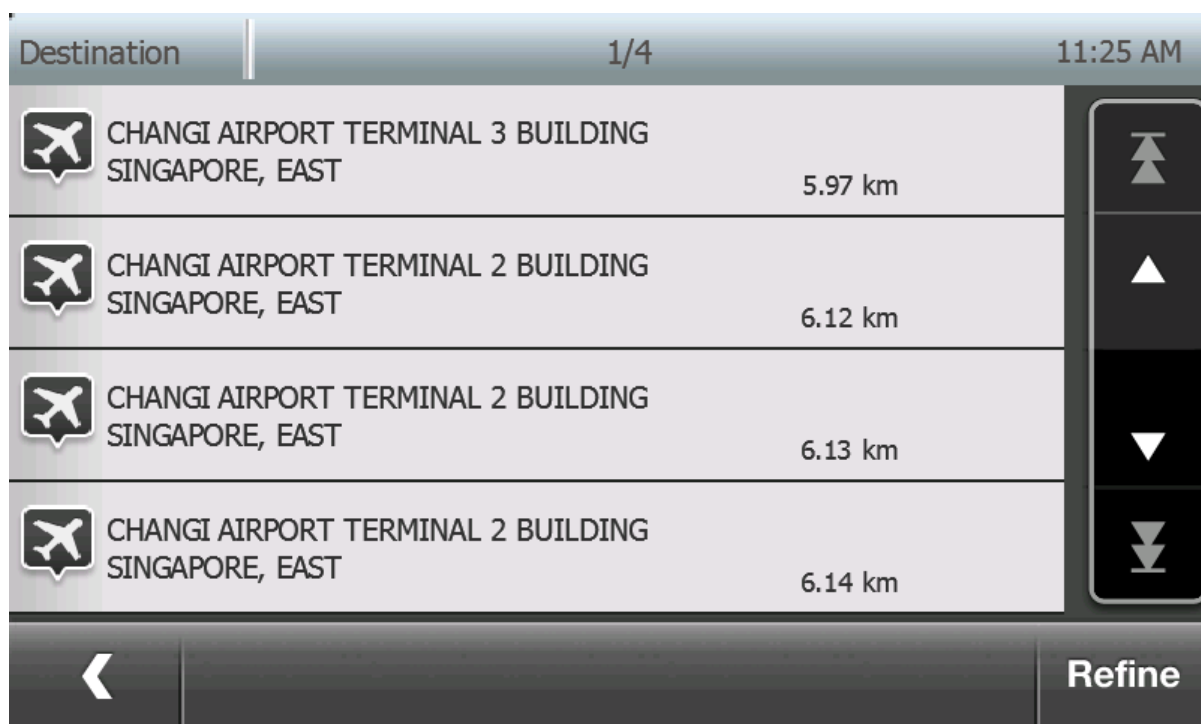 Destination 1/4 11:25 AM
CHANGI AIRPORT TERMINAL 3 BUILDING
SINGAPORE, EAST
5.97 km
CHANGI AIRPORT TERMINAL 2 BUILDING
SINGAPORE, EAST
6.12 km
CHANGI AIRPORT TERMINAL 2 BUILDING
SINGAPORE, EAST
6.13 km
CHANGI AIRPORT TERMINAL 2 BUILDING
SINGAPORE, EAST
6.14 km
Refine